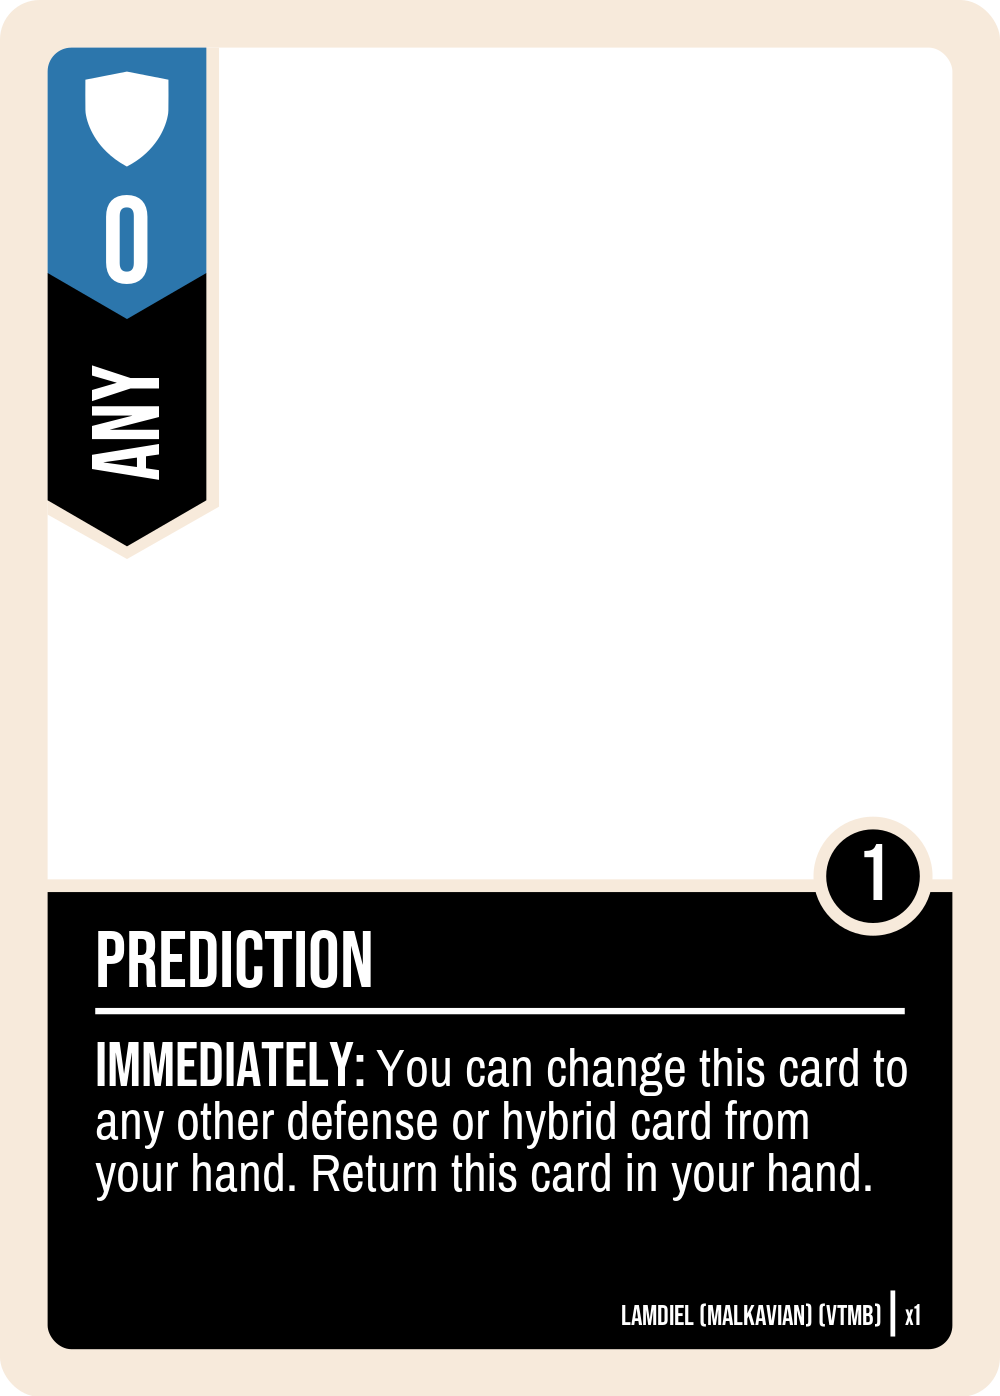 0
ANY
1
PREDICTION
IMMEDIATELY: You can change this card to
any other defense or hybrid card from
your hand. Return this card in your hand.
LAMDIEL (MALKAVIAN) (VTMB) | x1